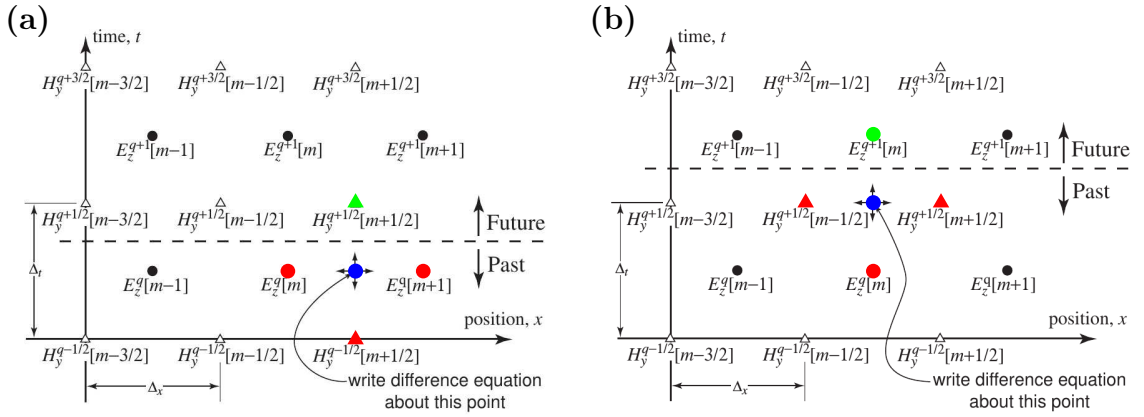 (a)
time, t
H_y^{q+3/2}[m−3/2] H_y^{q+3/2}[m−1/2] H_y^{q+3/2}[m+1/2]
E_z^{q+1}[m−1] E_z^{q+1}[m] E_z^{q+1}[m+1]
H_y^{q+1/2}[m−3/2] H_y^{q+1/2}[m−1/2] H_y^{q+1/2}[m+1/2]
Future
Past
Δ_t
E_z^q[m−1] E_z^q[m] E_z^q[m+1]
position, x
H_y^{q−1/2}[m−3/2] H_y^{q−1/2}[m−1/2] H_y^{q−1/2}[m+1/2]
Δ_x
write difference equation
about this point
(b)
time, t
H_y^{q+3/2}[m−3/2] H_y^{q+3/2}[m−1/2] H_y^{q+3/2}[m+1/2]
E_z^{q+1}[m−1] E_z^{q+1}[m] E_z^{q+1}[m+1]
Future
Past
H_y^{q+1/2}[m−3/2] H_y^{q+1/2}[m−1/2] H_y^{q+1/2}[m+1/2]
Δ_t
E_z^q[m−1] E_z^q[m] E_z^q[m+1]
position, x
H_y^{q−1/2}[m−3/2] H_y^{q−1/2}[m−1/2] H_y^{q−1/2}[m+1/2]
Δ_x
write difference equation
about this point